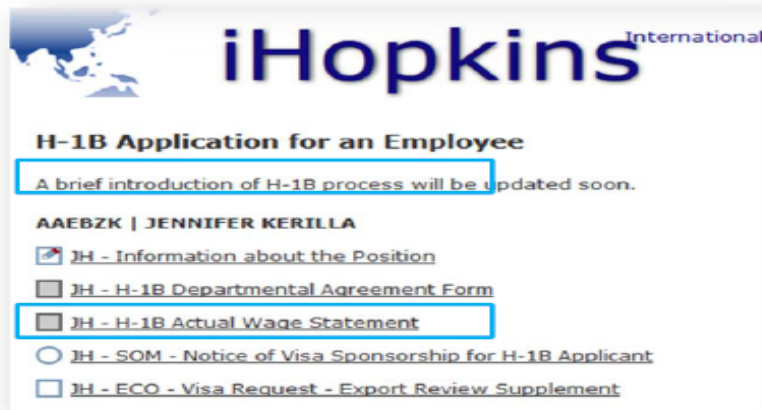 iHopkins International
H-1B Application for an Employee
A brief introduction of H-1B process will be updated soon.
AAEBZK | JENNIFER KERILLA
JH - Information about the Position
JH - H-1B Departmental Agreement Form
JH - H-1B Actual Wage Statement
JH - SOM - Notice of Visa Sponsorship for H-1B Applicant
JH - ECO - Visa Request - Export Review Supplement